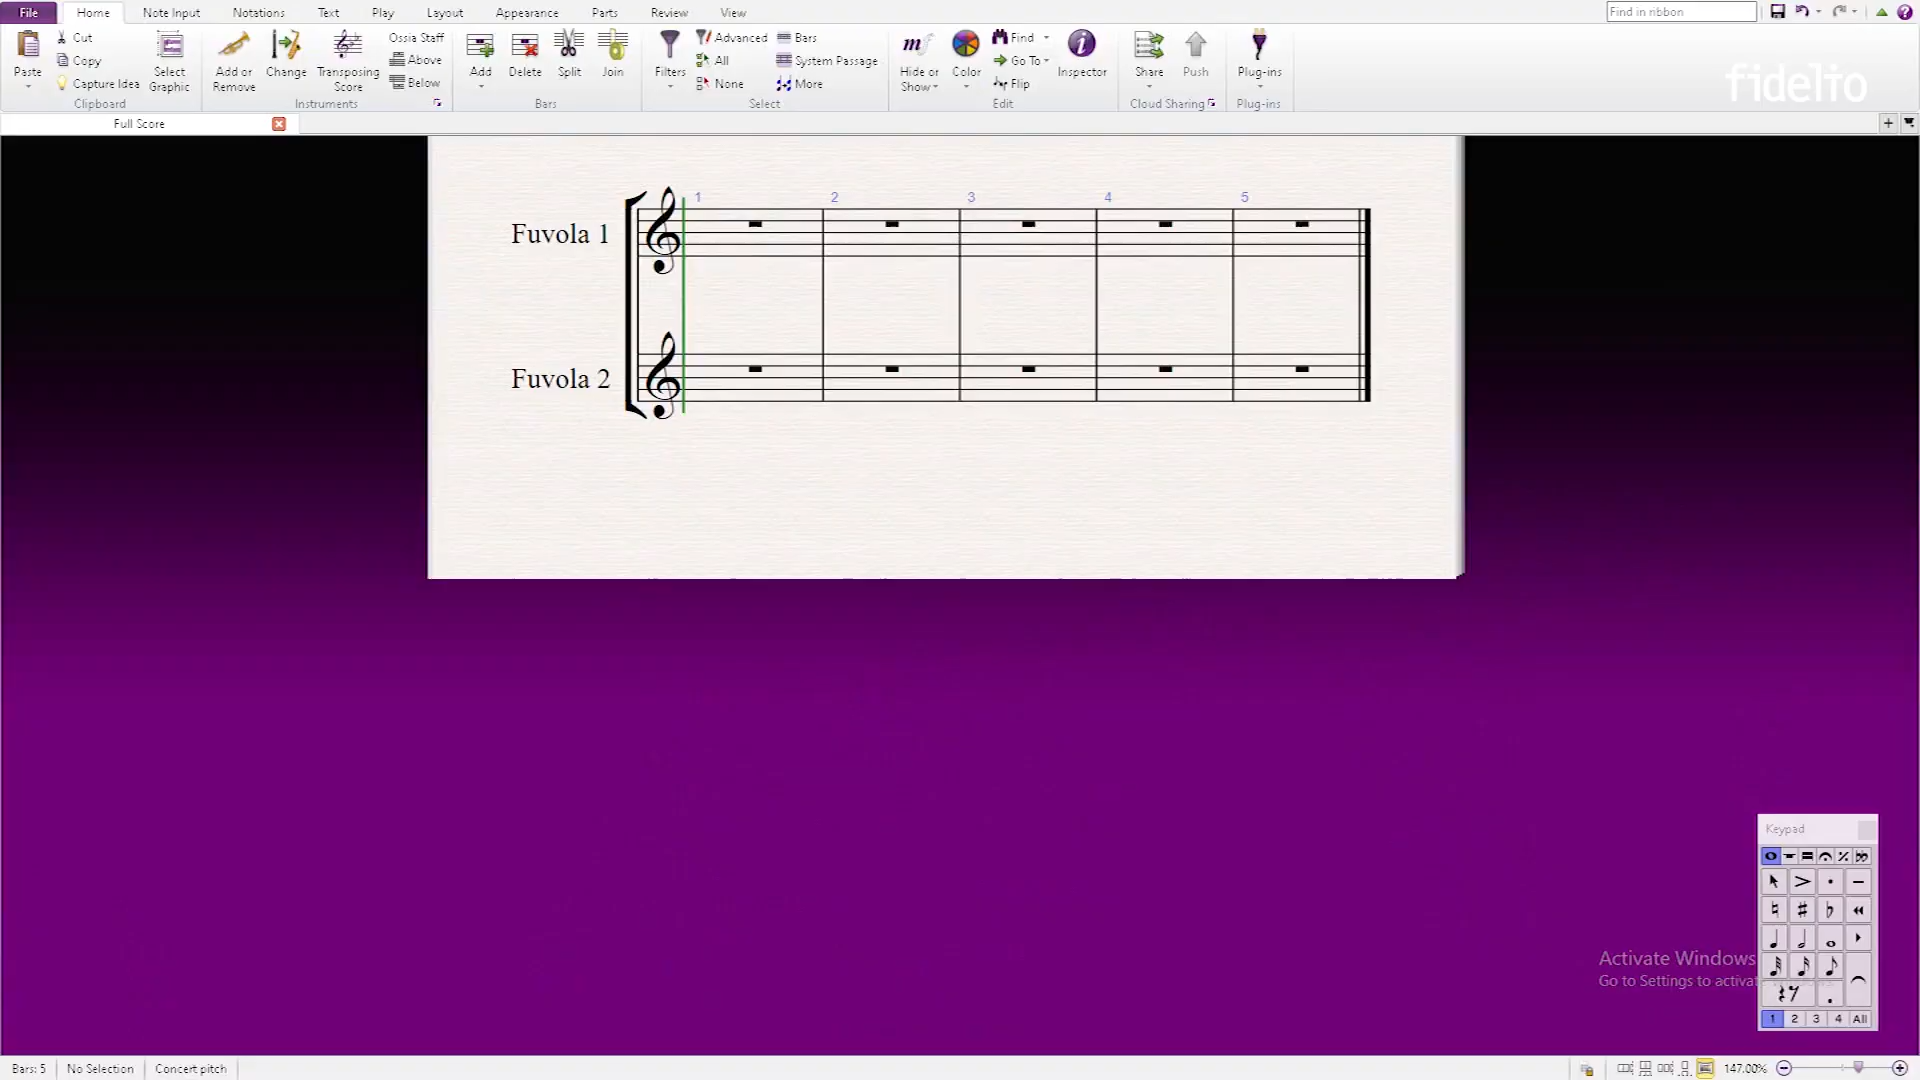 File Home Note Input Notations Text Play Layout Appearance Parts Review View Find in ribbon
Paste Cut Copy Capture Idea Select Graphic
Add or Remove Change Transposing Score Ossia Staff Above Below
Add Delete Split Join
Filters Advanced All None Bars System Passage More
Hide or Show Color Find Go To Flip Inspector
Share Push Plug-ins
Clipboard Instruments Bars Select Edit Cloud Sharing Plug-ins
fidelio
Full Score
1 2 3 4 5
Fuvola 1
Fuvola 2
Keypad
1 2 3 4 All
Activate Windows
Go to Settings to activat
Bars: 5 No Selection Concert pitch 147.00%